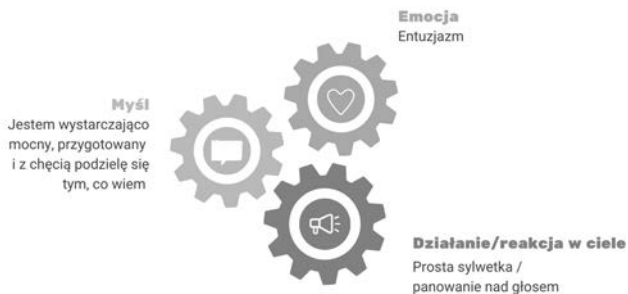 Emocja
Entuzjazm
Myśl
Jestem wystarczająco
mocny, przygotowany
i z chęcią podzielę się
tym, co wiem
Działanie/reakcja w ciele
Prosta sylwetka /
panowanie nad głosem